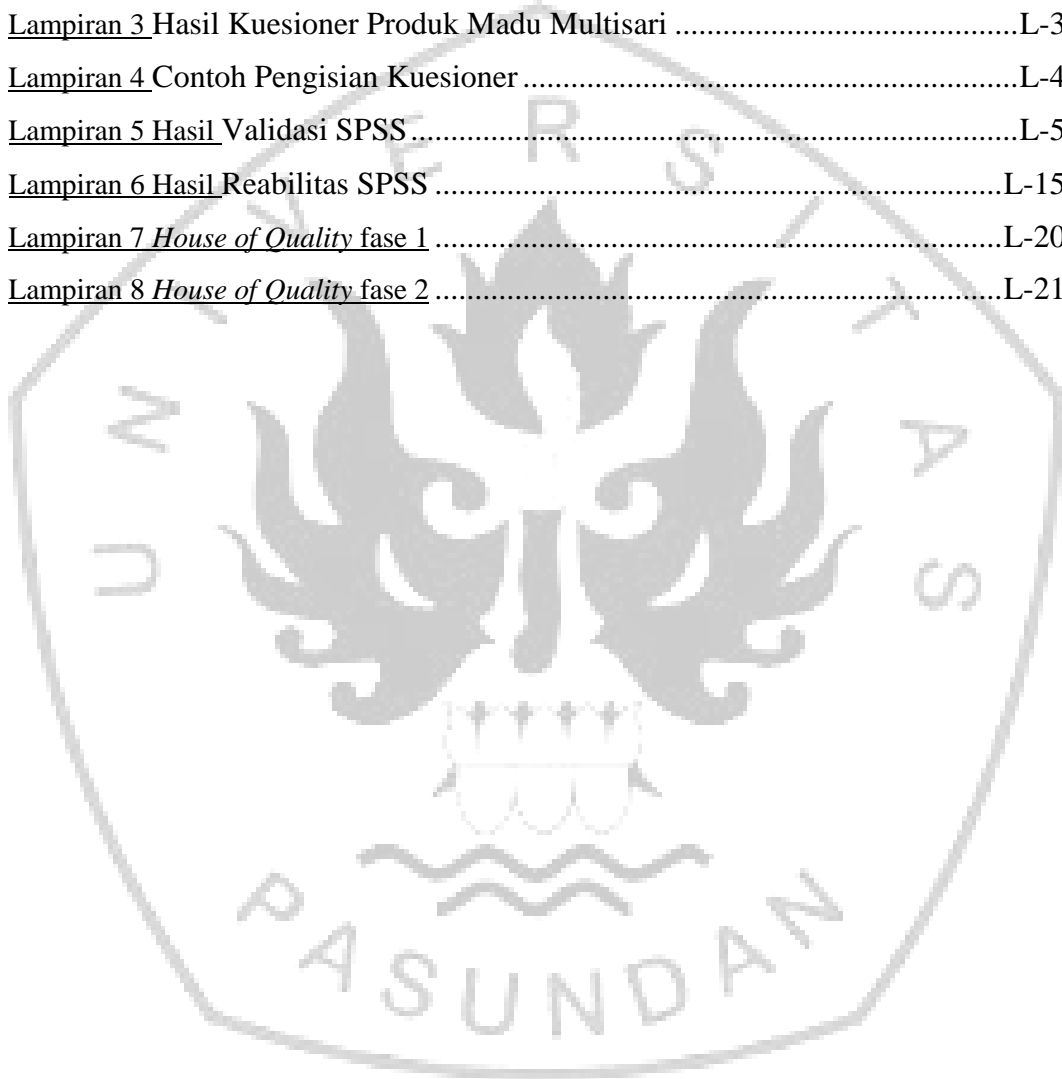 Lampiran 3 Hasil Kuesioner Produk Madu Multisari ............................................L-3
Lampiran 4 Contoh Pengisian Kuesioner ................................................................L-4
Lampiran 5 Hasil Validasi SPSS ..............................................................................L-5
Lampiran 6 Hasil Reabilitas SPSS .........................................................................L-15
Lampiran 7 House of Quality fase 1 .......................................................................L-20
Lampiran 8 House of Quality fase 2 .......................................................................L-21
UNIVERSITAS
PASUNDAN